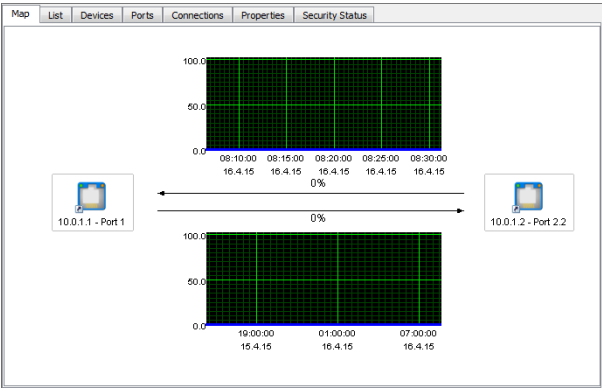 Map List Devices Ports Connections Properties Security Status
100.0
50.0
0.0
08:10:00 08:15:00 08:20:00 08:25:00 08:30:00
16.4.15 16.4.15 16.4.15 16.4.15 16.4.15
0%
10.0.1.1 - Port 1
10.0.1.2 - Port 2.2
0%
100.0
50.0
0.0
19:00:00 01:00:00 07:00:00
15.4.15 16.4.15 16.4.15